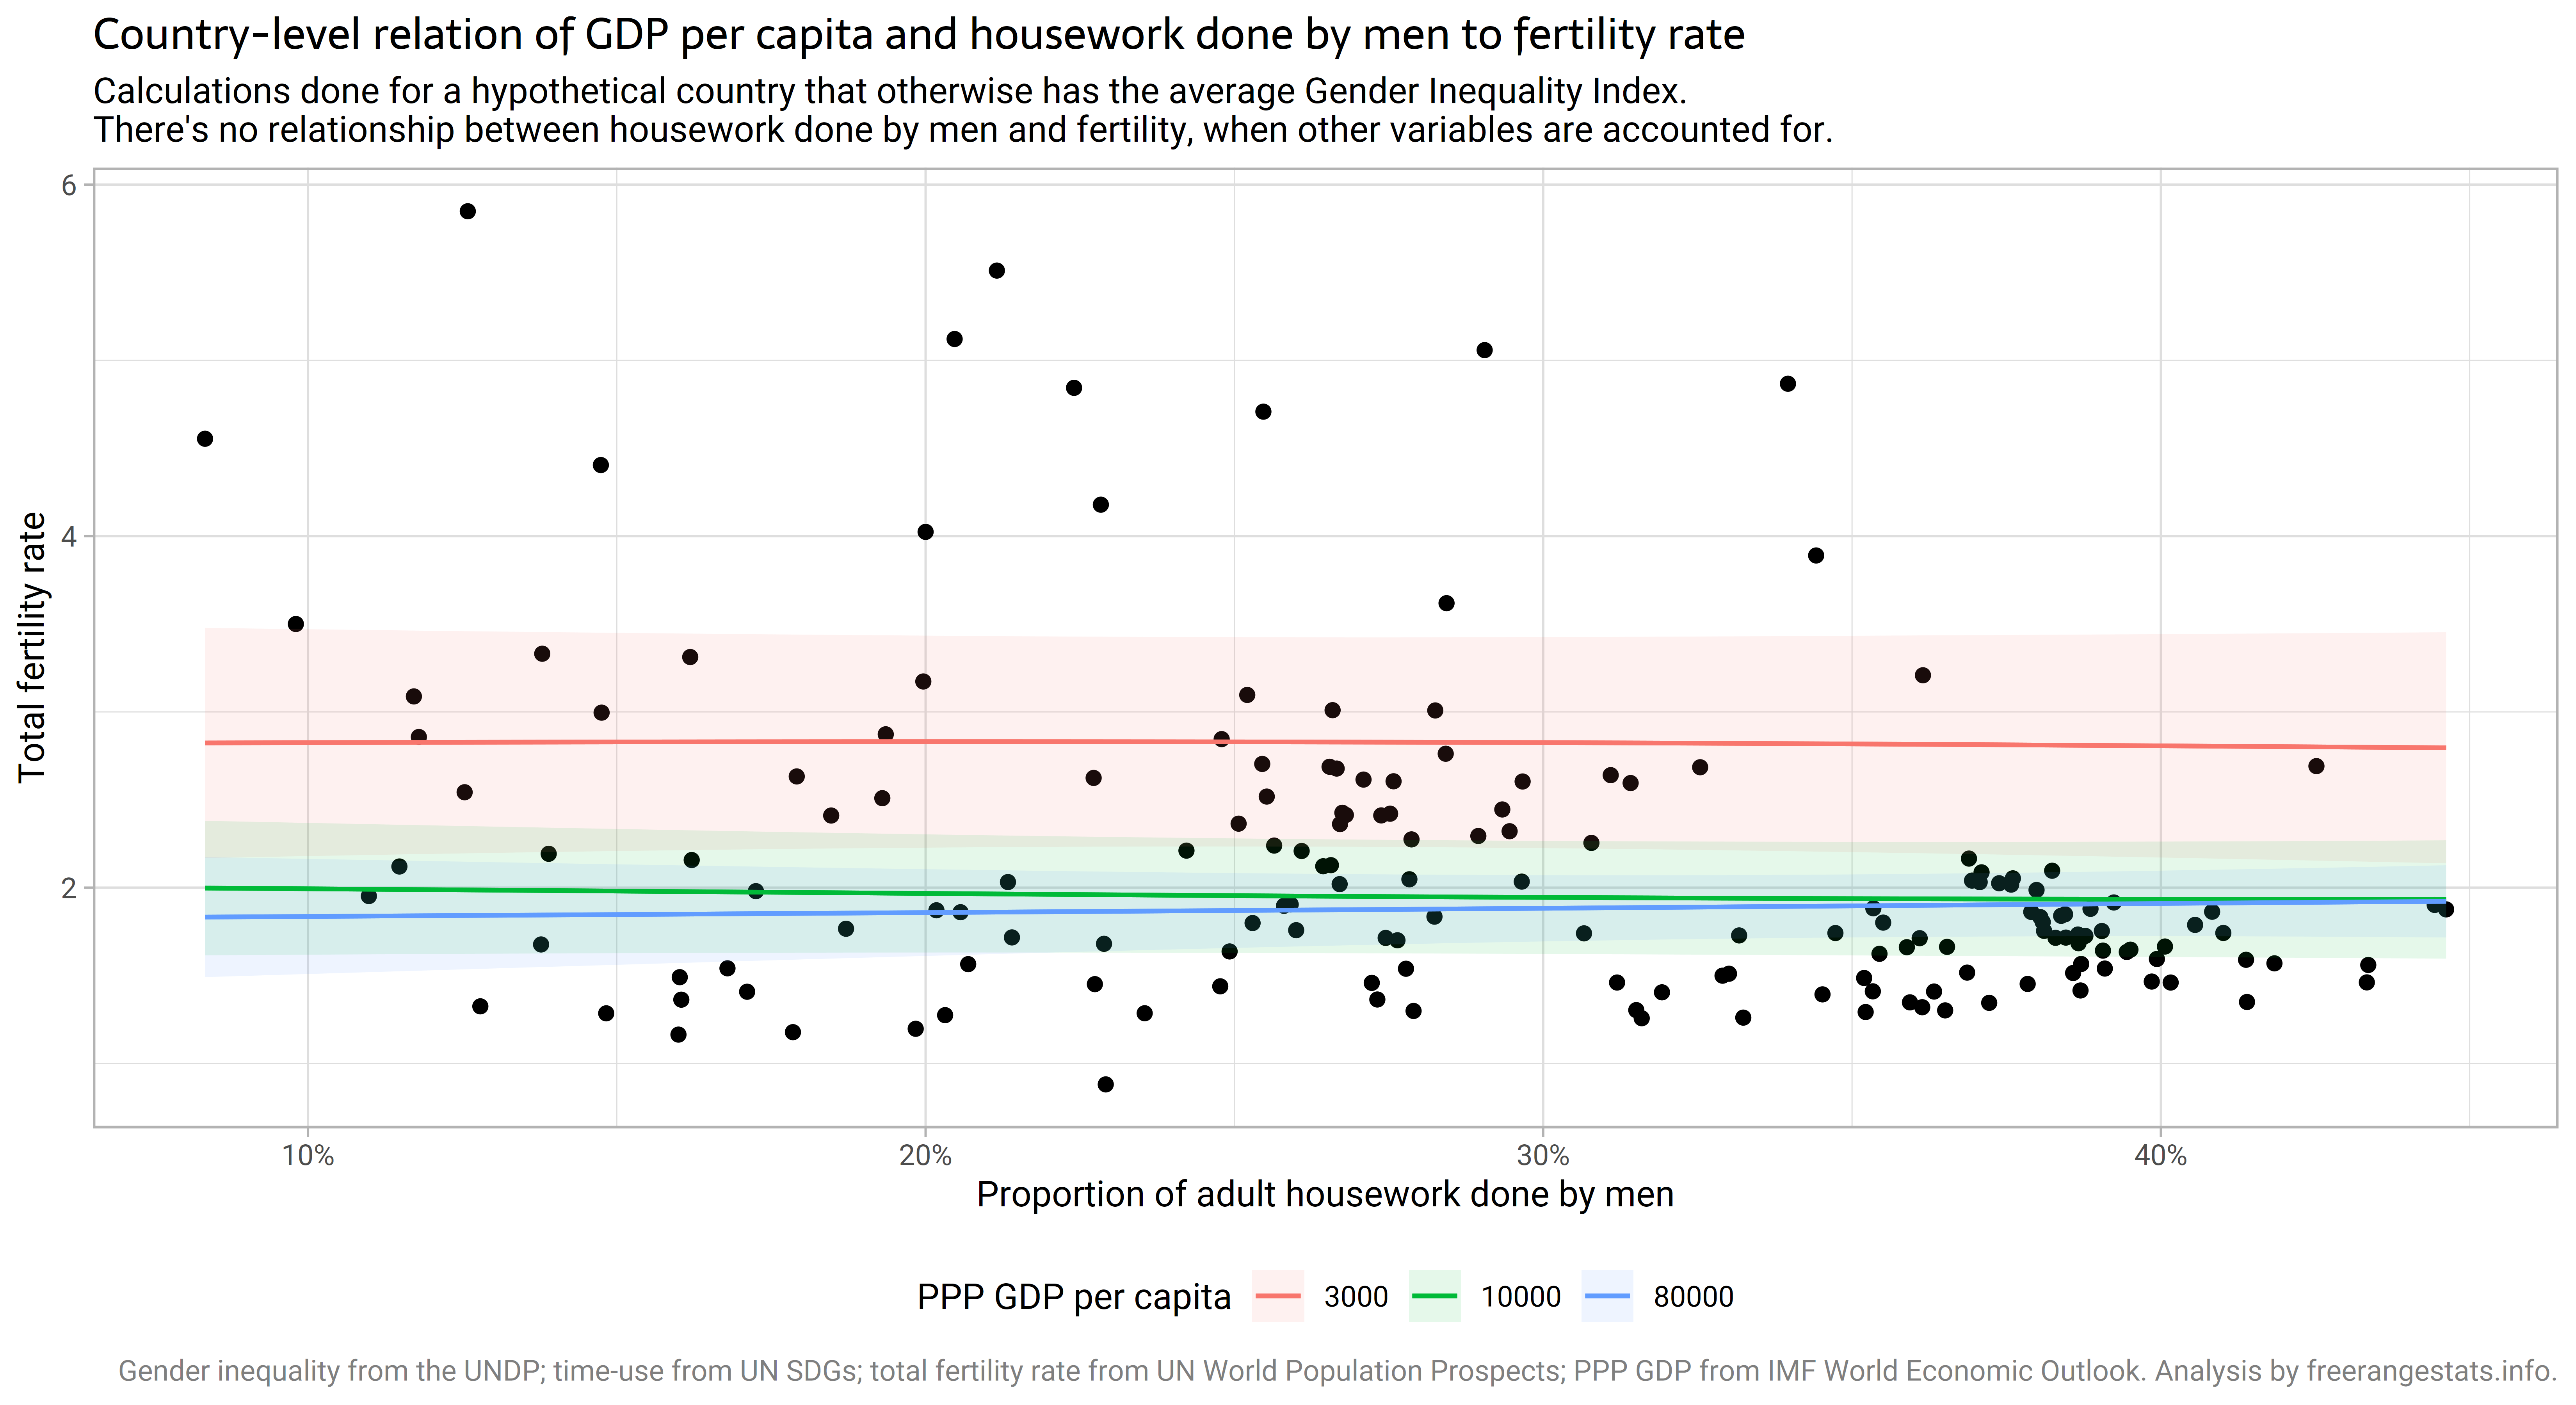 Country-level relation of GDP per capita and housework done by men to fertility rate
Calculations done for a hypothetical country that otherwise has the average Gender Inequality Index.
There's no relationship between housework done by men and fertility, when other variables are accounted for.
Total fertility rate
6
4
2
10%
20%
30%
40%
Proportion of adult housework done by men
PPP GDP per capita
3000
10000
80000
Gender inequality from the UNDP; time-use from UN SDGs; total fertility rate from UN World Population Prospects; PPP GDP from IMF World Economic Outlook. Analysis by freerangestats.info.